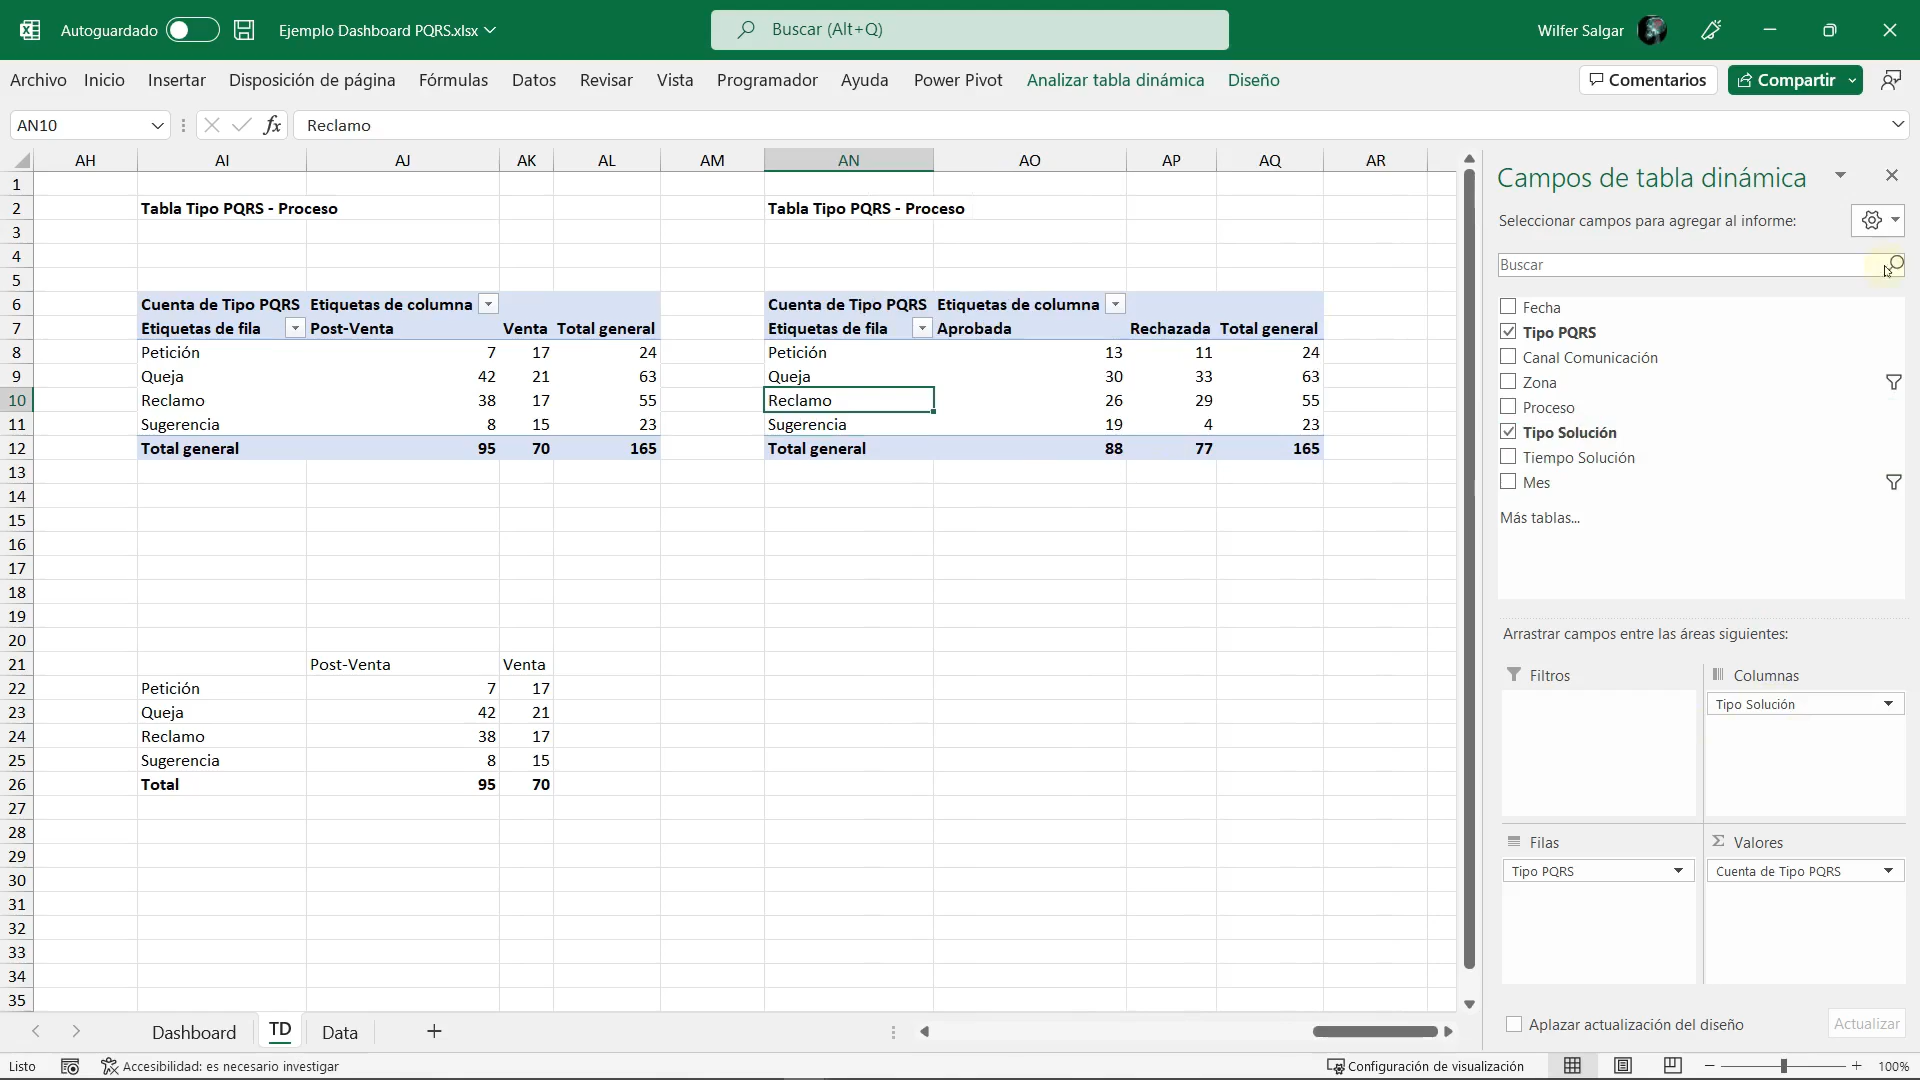 Autoguardado
Ejemplo Dashboard PQRS.xlsx
Buscar (Alt+Q)
Wilfer Salgar
Archivo Inicio Insertar Disposición de página Fórmulas Datos Revisar Vista Programador Ayuda Power Pivot Analizar tabla dinámica Diseño
Comentarios
Compartir
AN10
fx
Reclamo
AH AI AJ AK AL AM AN AO AP AQ AR
1
2 Tabla Tipo PQRS - Proceso Tabla Tipo PQRS - Proceso
3
4
5
6 Cuenta de Tipo PQRS Etiquetas de columna Cuenta de Tipo PQRS Etiquetas de columna
7 Etiquetas de fila Post-Venta Venta Total general Etiquetas de fila Aprobada Rechazada Total general
8 Petición 7 17 24 Petición 13 11 24
9 Queja 42 21 63 Queja 30 33 63
10 Reclamo 38 17 55 Reclamo 26 29 55
11 Sugerencia 8 15 23 Sugerencia 19 4 23
12 Total general 95 70 165 Total general 88 77 165
13
14
15
16
17
18
19
20
21 Post-Venta Venta
22 Petición 7 17
23 Queja 42 21
24 Reclamo 38 17
25 Sugerencia 8 15
26 Total 95 70
27
28
29
30
31
32
33
34
35
Campos de tabla dinámica
Seleccionar campos para agregar al informe:
Buscar
Fecha
Tipo PQRS
Canal Comunicación
Zona
Proceso
Tipo Solución
Tiempo Solución
Mes
Más tablas...
Arrastrar campos entre las áreas siguientes:
Filtros
Columnas
Tipo Solución
Filas
Σ Valores
Tipo PQRS
Cuenta de Tipo PQRS
Aplazar actualización del diseño
Actualizar
Dashboard TD Data
Listo
Accesibilidad: es necesario investigar
Configuración de visualización
100%